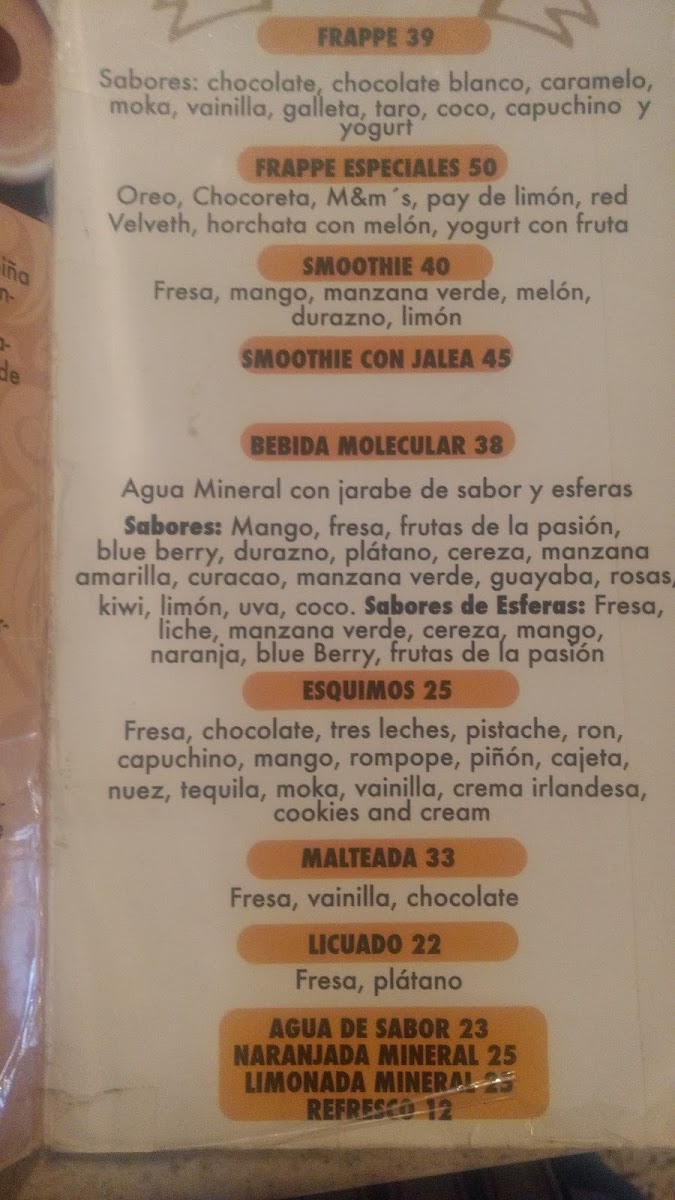 FRAPPE 39
Sabores: chocolate, chocolate blanco, caramelo,
moka, vainilla, galleta, taro, coco, capuchino y
yogurt
FRAPPE ESPECIALES 50
Oreo, Chocoreta, M&m´s, pay de limón, red
Velveth, horchata con melón, yogurt con fruta
SMOOTHIE 40
Fresa, mango, manzana verde, melón,
durazno, limón
SMOOTHIE CON JALEA 45
BEBIDA MOLECULAR 38
Agua Mineral con jarabe de sabor y esferas
Sabores: Mango, fresa, frutas de la pasión,
blue berry, durazno, plátano, cereza, manzana
amarilla, curacao, manzana verde, guayaba, rosas,
kiwi, limón, uva, coco. Sabores de Esferas: Fresa,
liche, manzana verde, cereza, mango,
naranja, blue Berry, frutas de la pasión
ESQUIMOS 25
Fresa, chocolate, tres leches, pistache, ron,
capuchino, mango, rompope, piñón, cajeta,
nuez, tequila, moka, vainilla, crema irlandesa,
cookies and cream
MALTEADA 33
Fresa, vainilla, chocolate
LICUADO 22
Fresa, plátano
AGUA DE SABOR 23
NARANJADA MINERAL 25
LIMONADA MINERAL 25
REFRESCO 12